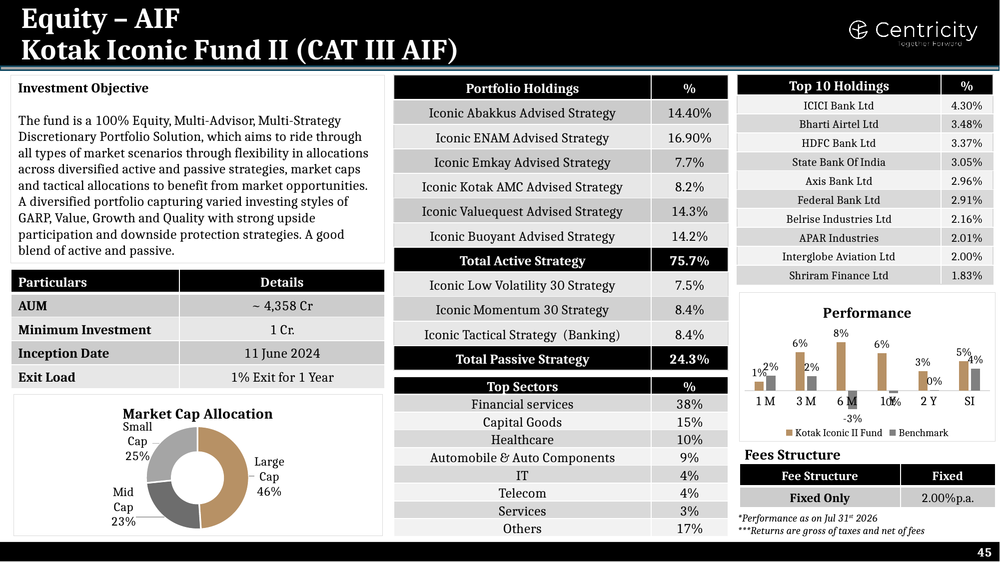 Equity – AIF
Kotak Iconic Fund II (CAT III AIF)
Centricity
Together Forward
Investment Objective
The fund is a 100% Equity, Multi-Advisor, Multi-Strategy
Discretionary Portfolio Solution, which aims to ride through
all types of market scenarios through flexibility in allocations
across diversified active and passive strategies, market caps
and tactical allocations to benefit from market opportunities.
A diversified portfolio capturing varied investing styles of
GARP, Value, Growth and Quality with strong upside
participation and downside protection strategies. A good
blend of active and passive.
Particulars Details
AUM ~ 4,358 Cr
Minimum Investment 1 Cr.
Inception Date 11 June 2024
Exit Load 1% Exit for 1 Year
Market Cap Allocation
Small
Cap
25%
Large
Cap
46%
Mid
Cap
23%
Portfolio Holdings %
Iconic Abakkus Advised Strategy 14.40%
Iconic ENAM Advised Strategy 16.90%
Iconic Emkay Advised Strategy 7.7%
Iconic Kotak AMC Advised Strategy 8.2%
Iconic Valuequest Advised Strategy 14.3%
Iconic Buoyant Advised Strategy 14.2%
Total Active Strategy 75.7%
Iconic Low Volatility 30 Strategy 7.5%
Iconic Momentum 30 Strategy 8.4%
Iconic Tactical Strategy (Banking) 8.4%
Total Passive Strategy 24.3%
Top Sectors %
Financial services 38%
Capital Goods 15%
Healthcare 10%
Automobile & Auto Components 9%
IT 4%
Telecom 4%
Services 3%
Others 17%
Top 10 Holdings %
ICICI Bank Ltd 4.30%
Bharti Airtel Ltd 3.48%
HDFC Bank Ltd 3.37%
State Bank Of India 3.05%
Axis Bank Ltd 2.96%
Federal Bank Ltd 2.91%
Belrise Industries Ltd 2.16%
APAR Industries 2.01%
Interglobe Aviation Ltd 2.00%
Shriram Finance Ltd 1.83%
Performance
1% 6% 8% 6% 3% 5%
2% 2% -3% 0% 0% 4%
1 M 3 M 6 M 1 Y 2 Y SI
Kotak Iconic II Fund Benchmark
Fees Structure
Fee Structure Fixed
Fixed Only 2.00%p.a.
*Performance as on Jul 31st 2026
***Returns are gross of taxes and net of fees
45